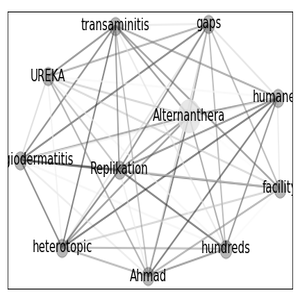 transaminitis
gaps
UREKA
humane
Alternanthera
giodermatitis
Replikation
facility
heterotopic
hundreds
Ahmad